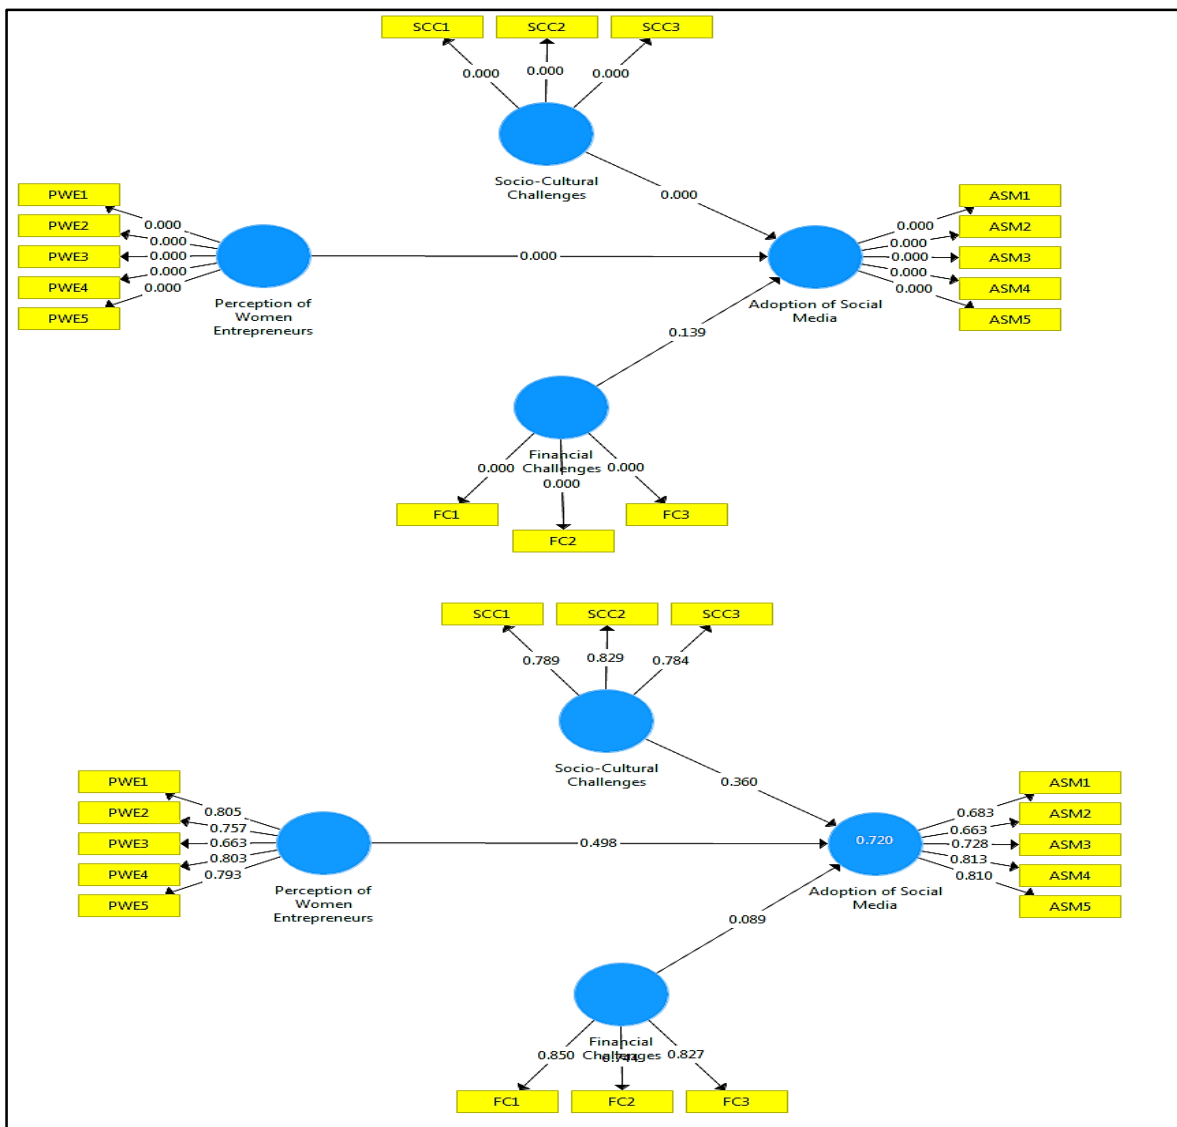 SCC1 SCC2 SCC3
0.000 0.000 0.000
Socio-Cultural
Challenges
0.000
PWE1
PWE2
PWE3
PWE4
PWE5
0.000
0.000
0.000
0.000
0.000
Perception of
Women
Entrepreneurs
0.000
ASM1
ASM2
ASM3
ASM4
ASM5
0.000
0.000
0.000
0.000
0.000
Adoption of Social
Media
0.139
Financial
Challenges
0.000 0.000 0.000
FC1 FC2 FC3
SCC1 SCC2 SCC3
0.789 0.829 0.784
Socio-Cultural
Challenges
0.360
PWE1
PWE2
PWE3
PWE4
PWE5
0.805
0.757
0.663
0.803
0.793
Perception of
Women
Entrepreneurs
0.498
0.720
ASM1
ASM2
ASM3
ASM4
ASM5
0.683
0.663
0.728
0.813
0.810
Adoption of Social
Media
0.089
Financial
Challenges
0.850 0.744 0.827
FC1 FC2 FC3